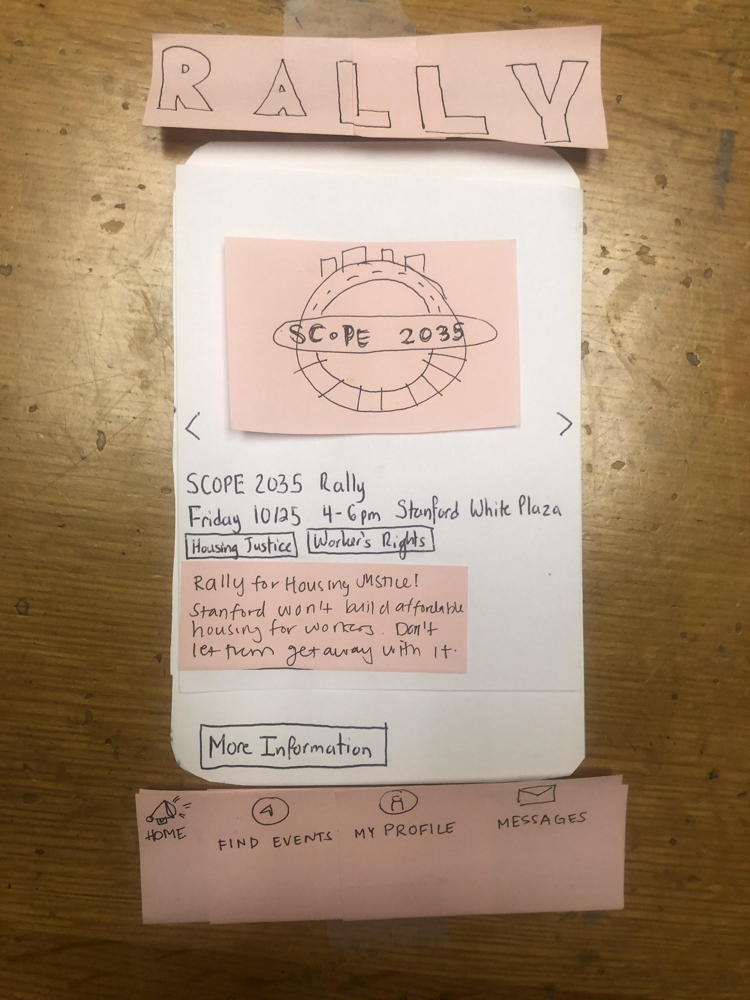 RALLY
SCOPE 2035
< >
SCOPE 2035 Rally
Friday 10/25 4-6pm Stanford White Plaza
Housing Justice Worker's Rights
Rally for Housing Justice!
Stanford won't build affordable
housing for workers. Don't
let them get away with it.
More Information
HOME FIND EVENTS MY PROFILE MESSAGES